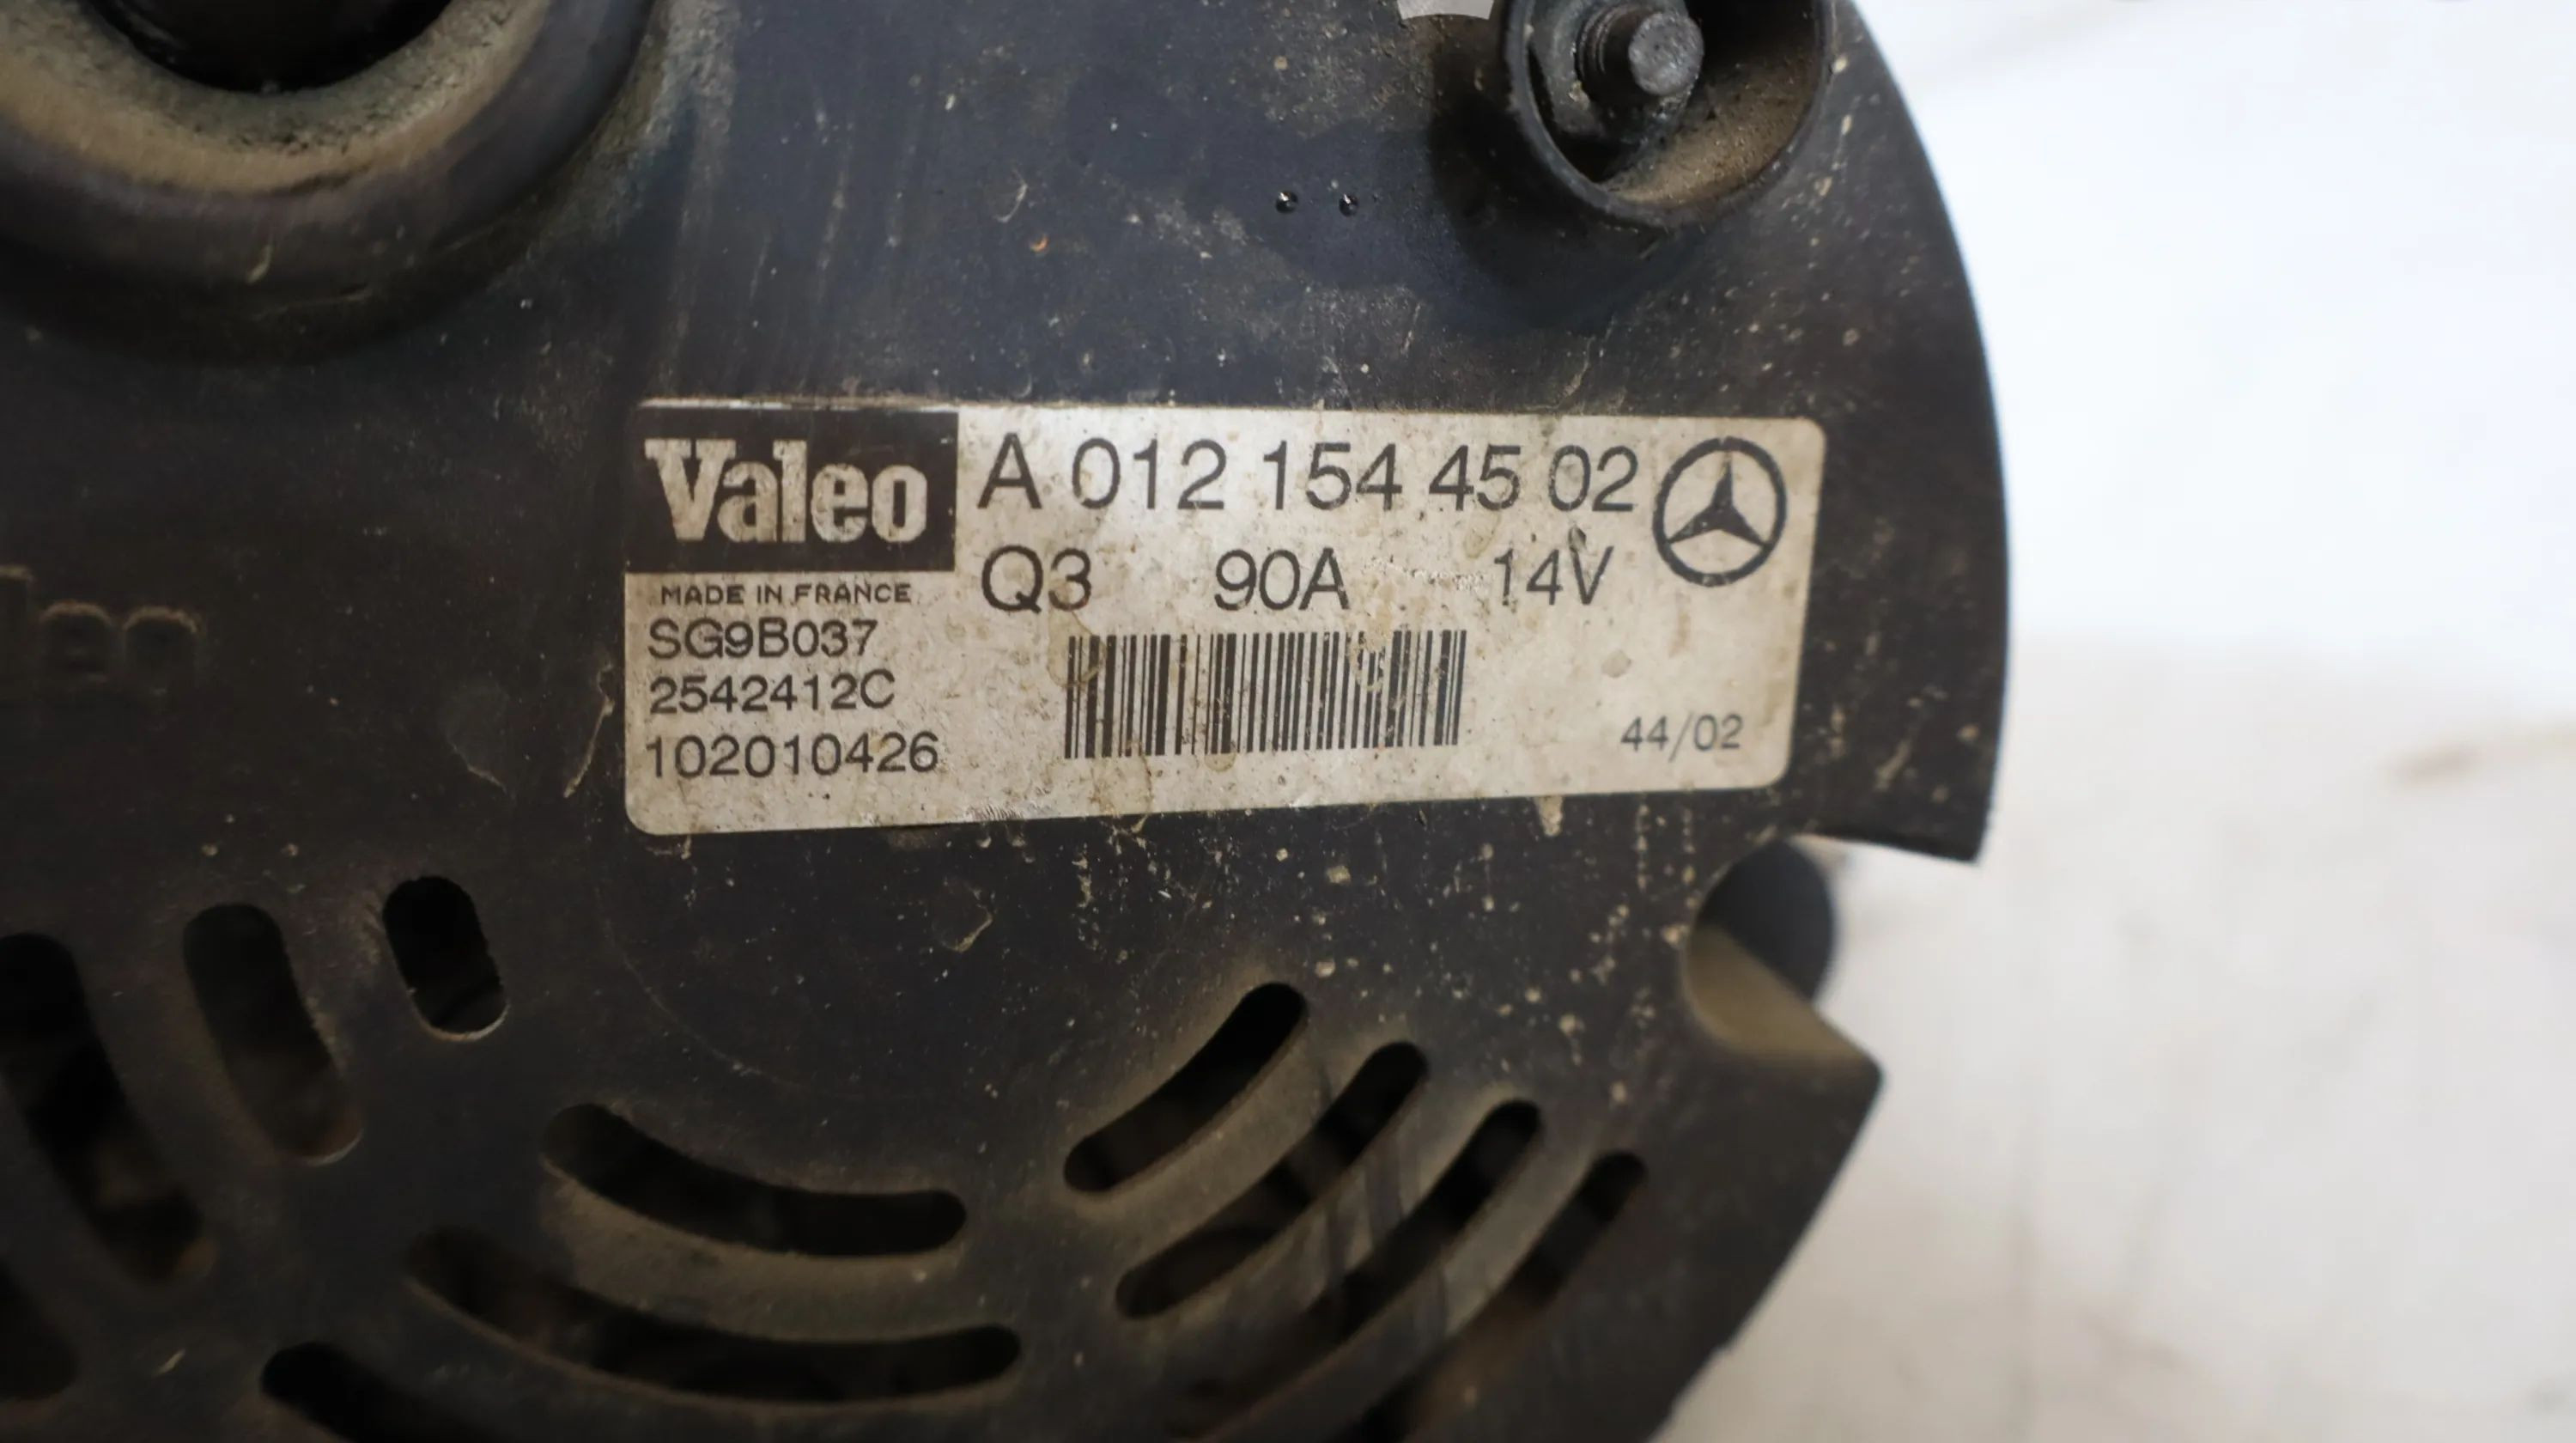 Valeo
A 012 154 45 02
Q3 90A 14V
MADE IN FRANCE
SG9B037
2542412C
102010426
44/02